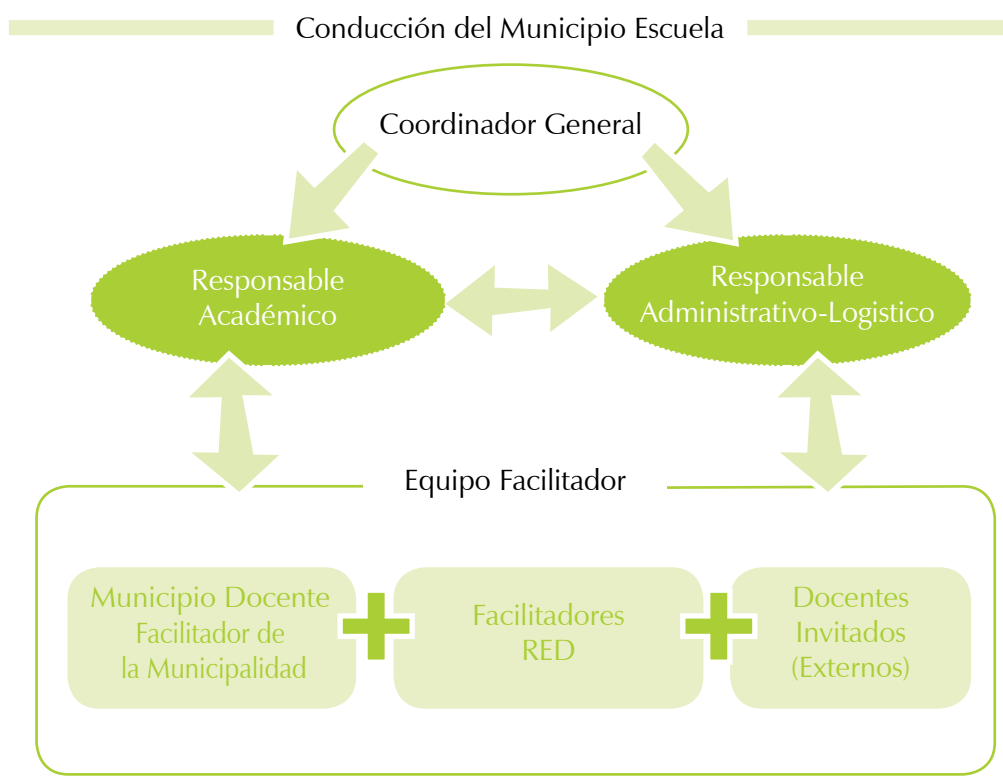 Conducción del Municipio Escuela
Coordinador General
Responsable
Académico
Responsable
Administrativo-Logistico
Equipo Facilitador
Municipio Docente
Facilitador de
la Municipalidad
Facilitadores
RED
Docentes
Invitados
(Externos)